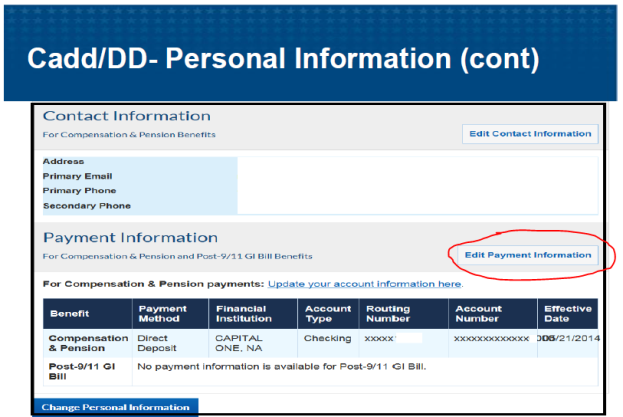 Cadd/DD- Personal Information (cont)
Contact Information
For Compensation & Pension Benefits
Edit Contact Information
Address
Primary Email
Primary Phone
Secondary Phone
Payment Information
For Compensation & Pension and Post-9/11 GI Bill Benefits
Edit Payment Information
For Compensation & Pension payments: Update your account information here.
Benefit Payment Method Financial Institution Account Type Routing Number Account Number Effective Date
Compensation & Pension Direct Deposit CAPITAL ONE, NA Checking xxxxx xxxxxxxxxxxxx /21/2014
Post-9/11 GI Bill No payment information is available for Post-9/11 GI Bill.
Change Personal Information